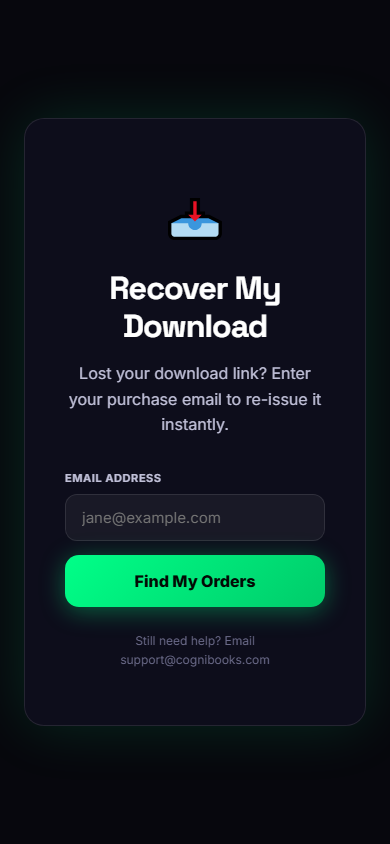 Recover My
Download
Lost your download link? Enter
your purchase email to re-issue it
instantly.
EMAIL ADDRESS
jane@example.com
Find My Orders
Still need help? Email
support@cognibooks.com